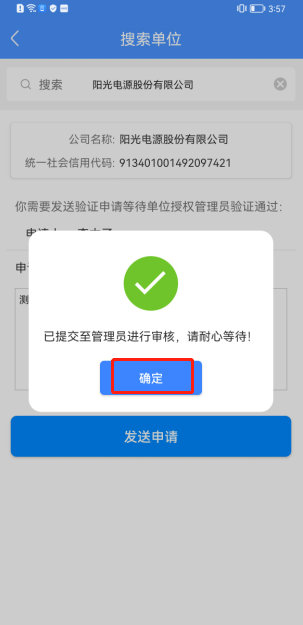 3:57
搜索单位
搜索 阳光电源股份有限公司
公司名称: 阳光电源股份有限公司
统一社会信用代码: 913401001492097421
你需要发送验证申请等待单位授权管理员验证通过:
测
已提交至管理员进行审核，请耐心等待!
确定
发送申请